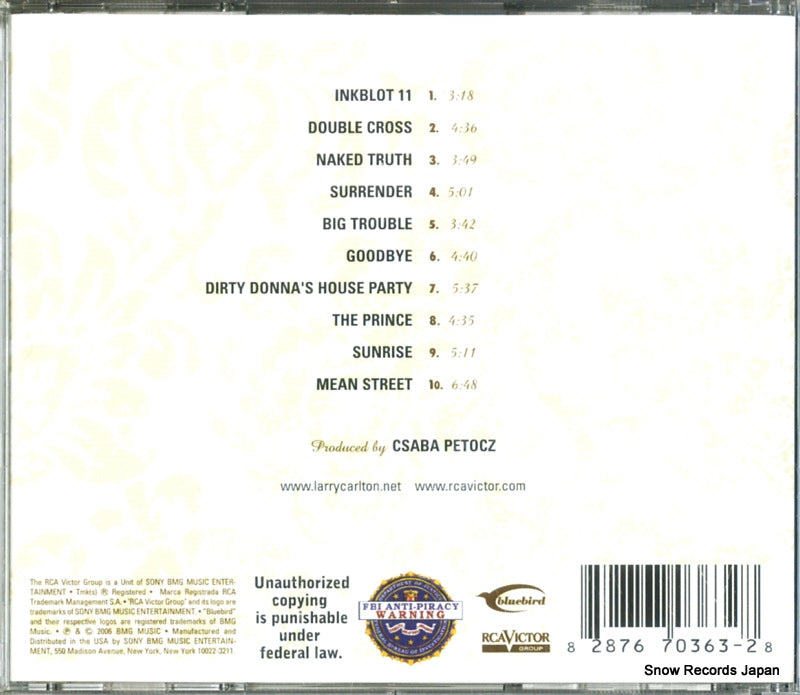 INKBLOT 11 1. 3:18
DOUBLE CROSS 2. 4:36
NAKED TRUTH 3. 3:49
SURRENDER 4. 5:01
BIG TROUBLE 5. 3:42
GOODBYE 6. 4:40
DIRTY DONNA'S HOUSE PARTY 7. 5:37
THE PRINCE 8. 4:35
SUNRISE 9. 5:11
MEAN STREET 10. 6:48
Produced by CSABA PETOCZ
www.larrycarlton.net www.rcavictor.com
The RCA Victor Group is a Unit of SONY BMG MUSIC ENTER-
TAINMENT • Tmk(s) ® Registered • Marca Registrada RCA
Trademark Management S.A. • "RCA Victor Group" and its logo are
trademarks of SONY BMG MUSIC ENTERTAINMENT • "Bluebird"
and their respective logos are registered trademarks of BMG
Music. • ℗ & © 2006 BMG MUSIC • Manufactured and
Distributed in the USA by SONY BMG MUSIC ENTERTAIN-
MENT, 550 Madison Avenue, New York, New York 10022-3211.
Unauthorized
copying
is punishable
under
federal law.
FBI ANTI-PIRACY
WARNING
bluebird
RCA VICTOR
GROUP
8 28767 70363-2 8
Snow Records Japan